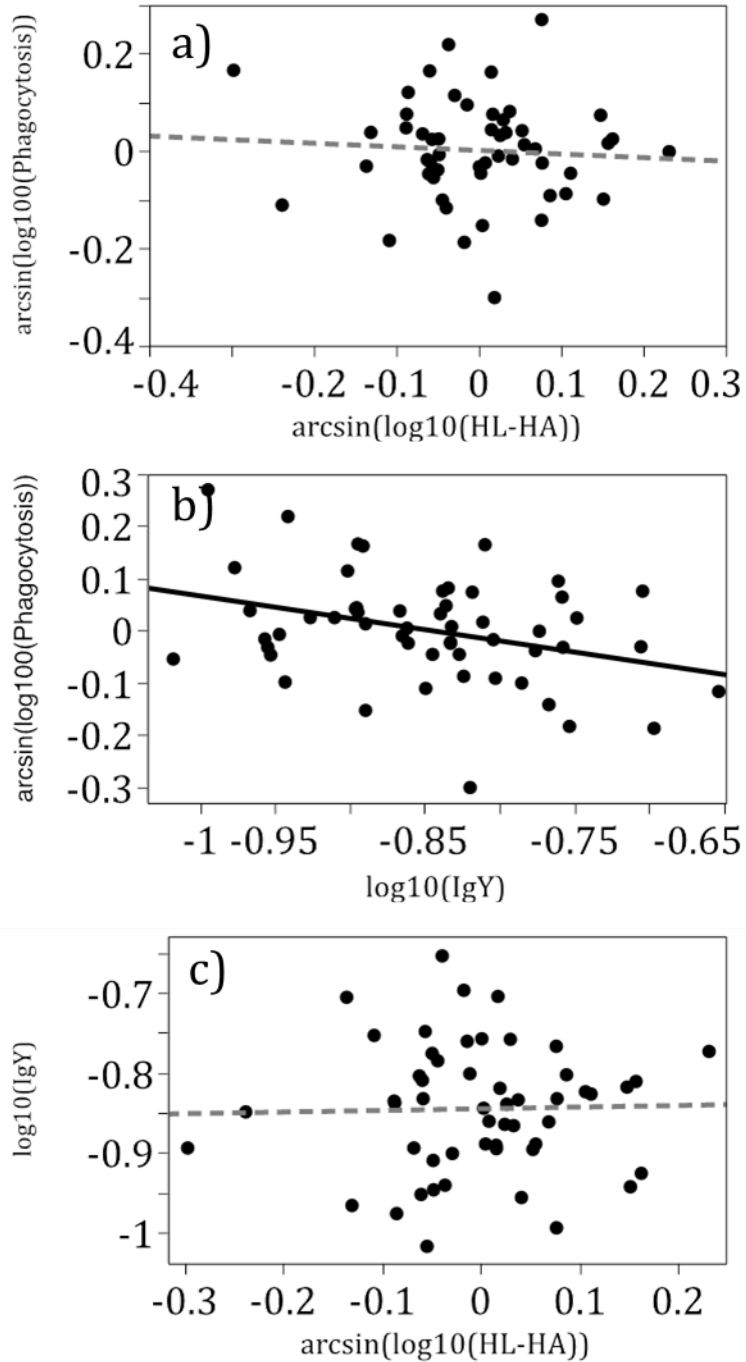 a)
arcsin(log100(Phagocytosis))
0.2
0
-0.2
-0.4
-0.4 -0.2 -0.1 0 0.1 0.2 0.3
arcsin(log10(HL-HA))
b)
arcsin(log100(Phagocytosis))
0.3
0.2
0.1
0
-0.1
-0.2
-0.3
-1 -0.95 -0.85 -0.75 -0.65
log10(IgY)
c)
log10(IgY)
-0.7
-0.8
-0.9
-1
-0.3 -0.2 -0.1 0 0.1 0.2
arcsin(log10(HL-HA))